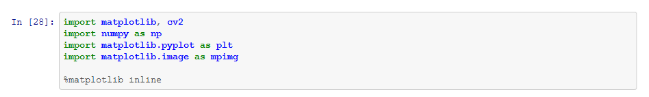 In [28]: import matplotlib, cv2
import numpy as np
import matplotlib.pyplot as plt
import matplotlib.image as mpimg

%matplotlib inline